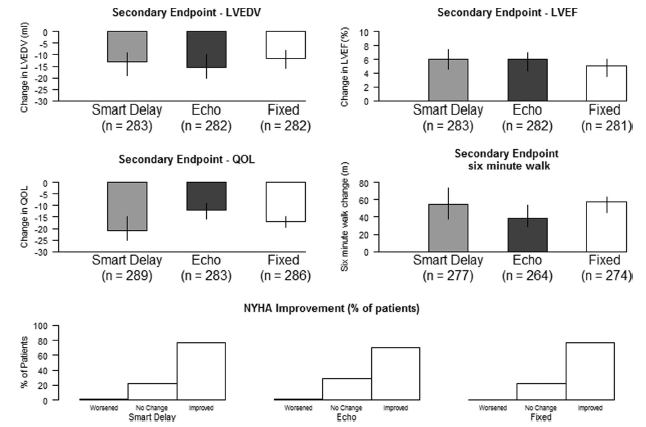 Secondary Endpoint - LVEDV
Change in LVEDV (ml)
0
-5
-10
-15
-20
-25
-30
Smart Delay Echo Fixed
(n = 283) (n = 282) (n = 282)
Secondary Endpoint - LVEF
Change in LVEF (%)
10
8
6
4
2
0
Smart Delay Echo Fixed
(n = 283) (n = 282) (n = 281)
Secondary Endpoint - QOL
Change in QOL
0
-5
-10
-15
-20
-25
-30
Smart Delay Echo Fixed
(n = 289) (n = 283) (n = 286)
Secondary Endpoint
six minute walk
Six minute walk change (m)
80
60
40
20
0
Smart Delay Echo Fixed
(n = 277) (n = 264) (n = 274)
NYHA Improvement (% of patients)
% of Patients
100
80
60
40
20
0
Worsened No Change Improved Worsened No Change Improved Worsened No Change Improved
Smart Delay Echo Fixed